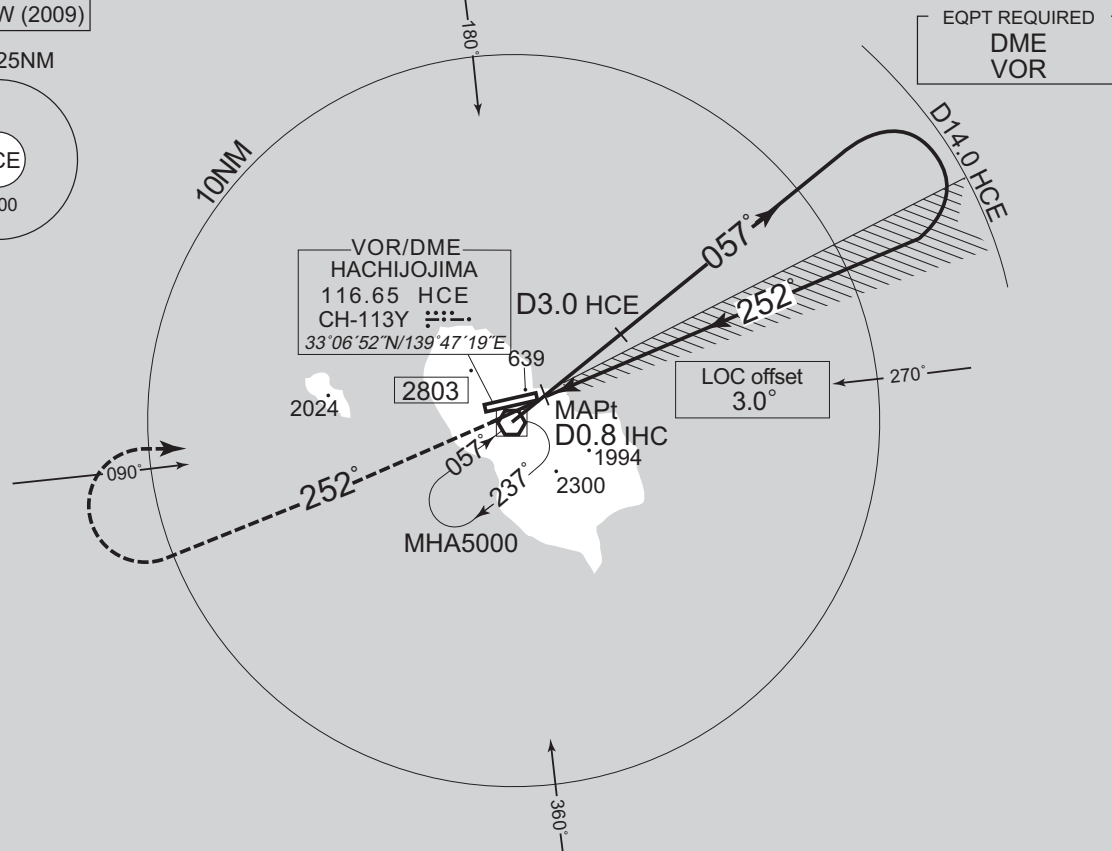 W (2009)
25NM
CE
00
EQPT REQUIRED
DME
VOR
180°
10NM
D14.0 HCE
057°
252°
VOR/DME
HACHIJOJIMA
116.65 HCE
CH-113Y
33°06´52˝N/139°47´19˝E
D3.0 HCE
639
2803
2024
LOC offset
3.0°
270°
MAPt
D0.8 IHC
1994
2300
057°
237°
090°
252°
MHA5000
360°